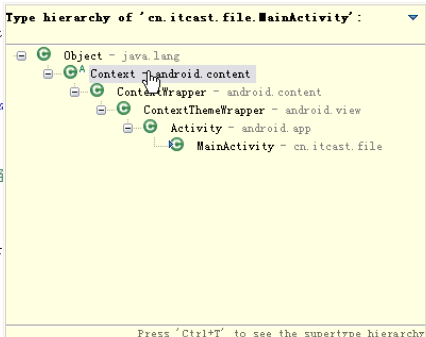 Type hierarchy of 'cn.itcast.file.MainActivity':
Object - java.lang
A Context - android.content
ContextWrapper - android.content
ContextThemeWrapper - android.view
Activity - android.app
MainActivity - cn.itcast.file
Press 'Ctrl+T' to see the supertype hierarchy